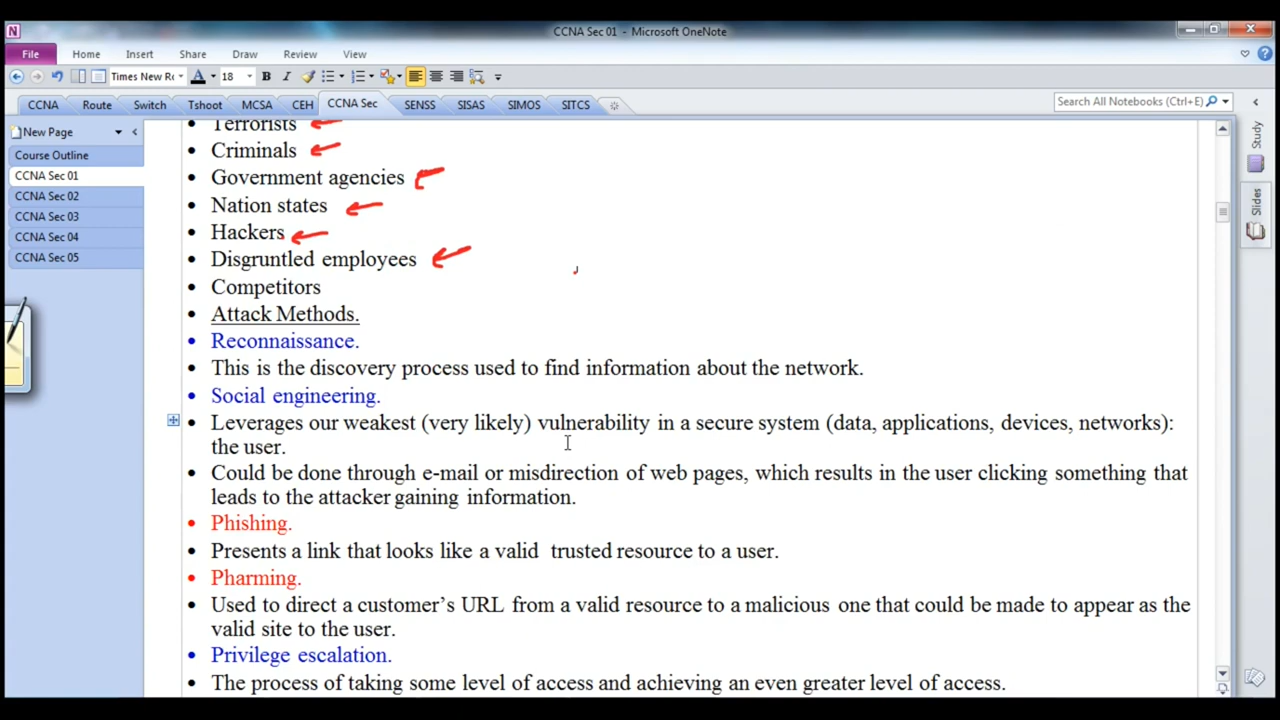 CCNA Sec 01 - Microsoft OneNote
File Home Insert Share Draw Review View
Times New Rc 18 B I
CCNA Route Switch Tshoot MCSA CEH CCNA Sec SENSS SISAS SIMOS SITCS
Search All Notebooks (Ctrl+E)
New Page
Course Outline
CCNA Sec 01
CCNA Sec 02
CCNA Sec 03
CCNA Sec 04
CCNA Sec 05
• Terrorists
• Criminals
• Government agencies
• Nation states
• Hackers
• Disgruntled employees
• Competitors
• Attack Methods.
• Reconnaissance.
• This is the discovery process used to find information about the network.
• Social engineering.
• Leverages our weakest (very likely) vulnerability in a secure system (data, applications, devices, networks):
the user.
• Could be done through e-mail or misdirection of web pages, which results in the user clicking something that
leads to the attacker gaining information.
• Phishing.
• Presents a link that looks like a valid trusted resource to a user.
• Pharming.
• Used to direct a customer's URL from a valid resource to a malicious one that could be made to appear as the
valid site to the user.
• Privilege escalation.
• The process of taking some level of access and achieving an even greater level of access.
Study
Slides